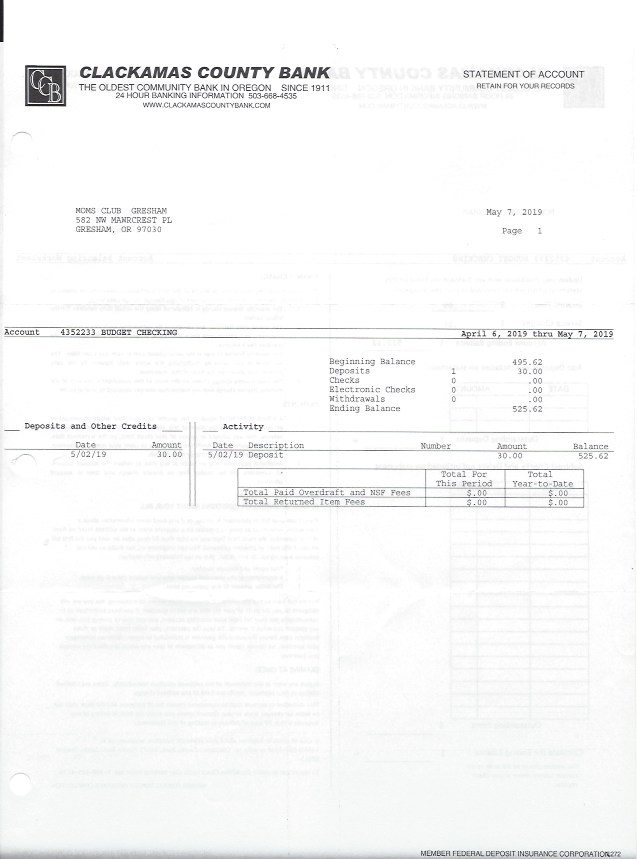 CCB
CLACKAMAS COUNTY BANK
THE OLDEST COMMUNITY BANK IN OREGON SINCE 1911
24 HOUR BANKING INFORMATION 503-668-4535
WWW.CLACKAMASCOUNTYBANK.COM
STATEMENT OF ACCOUNT
RETAIN FOR YOUR RECORDS
MOMS CLUB GRESHAM
582 NW MAWRCREST PL
GRESHAM, OR 97030
May 7, 2019
Page 1
Account 4352233 BUDGET CHECKING April 6, 2019 thru May 7, 2019
Beginning Balance 495.62
Deposits 1 30.00
Checks 0 .00
Electronic Checks 0 .00
Withdrawals 0 .00
Ending Balance 525.62
Deposits and Other Credits
Date Amount
5/02/19 30.00
Activity
Date Description Number Amount Balance
5/02/19 Deposit 30.00 525.62
Total For This Period
Total Year-to-Date
Total Paid Overdraft and NSF Fees $.00 $.00
Total Returned Item Fees $.00 $.00
MEMBER FEDERAL DEPOSIT INSURANCE CORPORATION